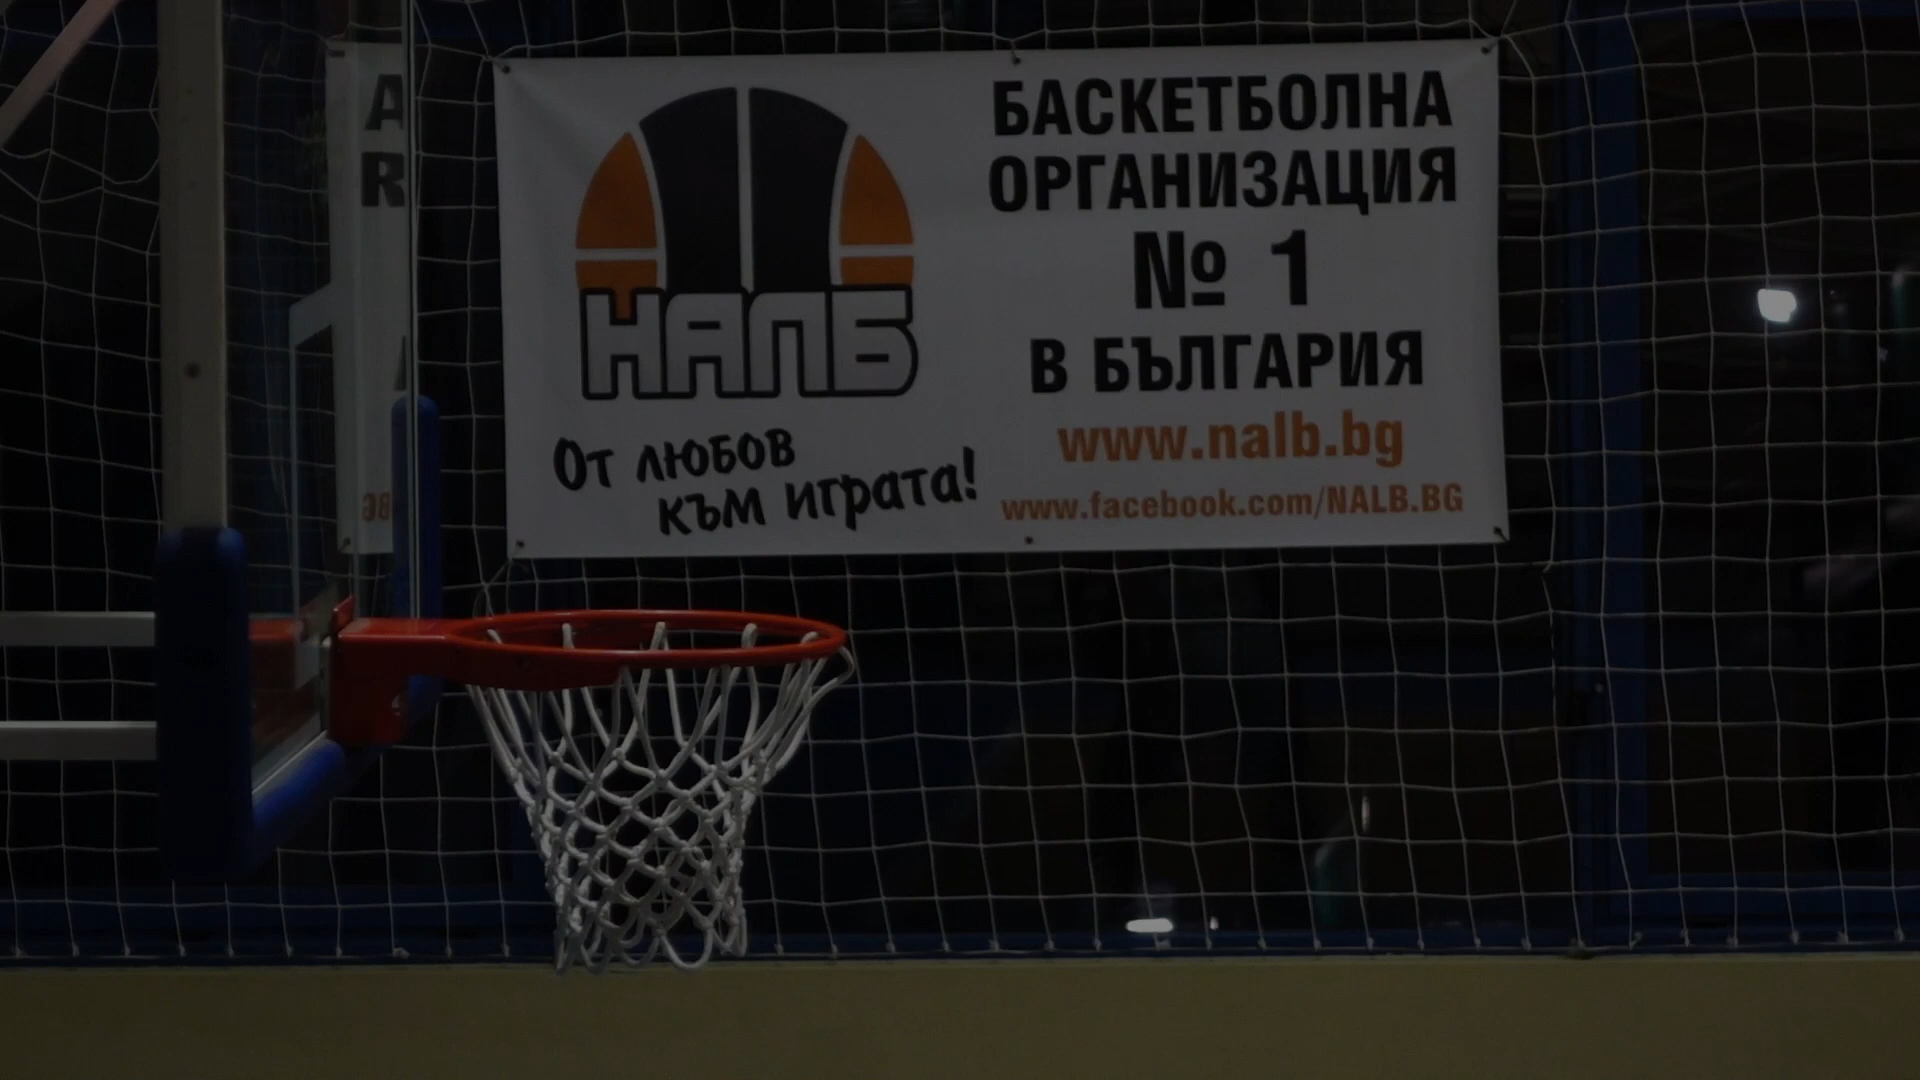 НАЛБ
От любов
към играта!
БАСКЕТБОЛНА
ОРГАНИЗАЦИЯ
№ 1
В БЪЛГАРИЯ
www.nalb.bg
www.facebook.com/NALB.BG